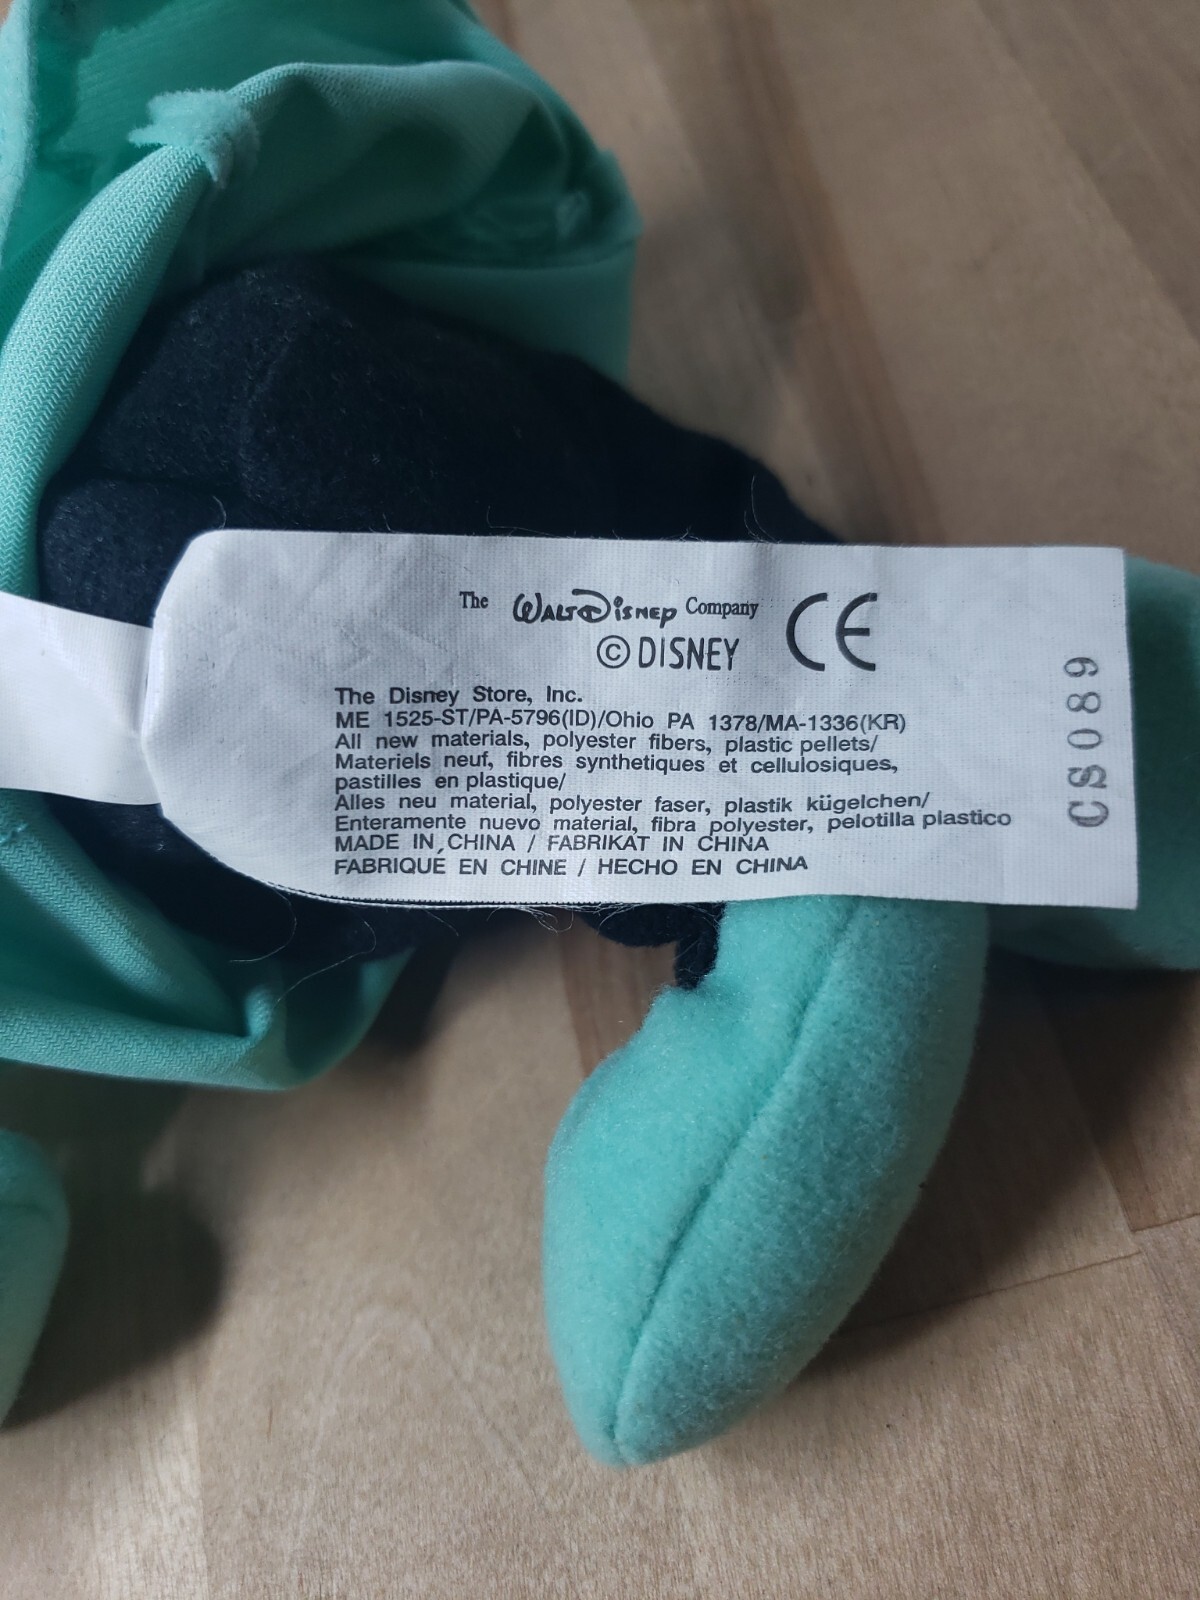 The WALT DISNEY Company CE
© DISNEY
The Disney Store, Inc.
ME 1525-ST/PA-5796(ID)/Ohio PA 1378/MA-1336(KR)
All new materials, polyester fibers, plastic pellets/
Materiels neuf, fibres synthetiques et cellulosiques,
pastilles en plastique/
Alles neu material, polyester faser, plastik kügelchen/
Enteramente nuevo material, fibra polyester, pelotilla plastico
MADE IN CHINA / FABRIKAT IN CHINA
FABRIQUÉ EN CHINE / HECHO EN CHINA
CS089